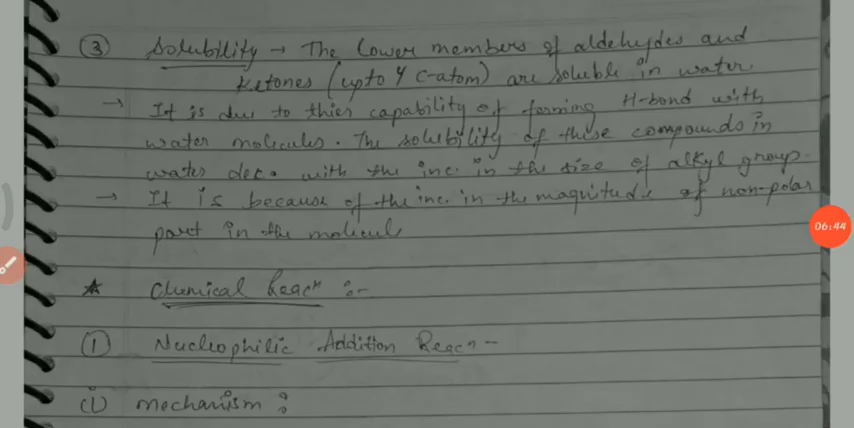 ③ Solubility → The lower members of aldehydes and
Ketones (upto 4 C-atom) are soluble in water
→ It is due to thier capability of forming H-bond with
water molecules. The solubility of these compounds in
water dec. with the inc. in the size of alkyl group.
→ It is because of the inc. in the magnitude of non-polar
part in the molecule
06:44
★ Chemical Reacⁿ :-
① Nucleophilic Addition Reacⁿ -
(i) mechanism :